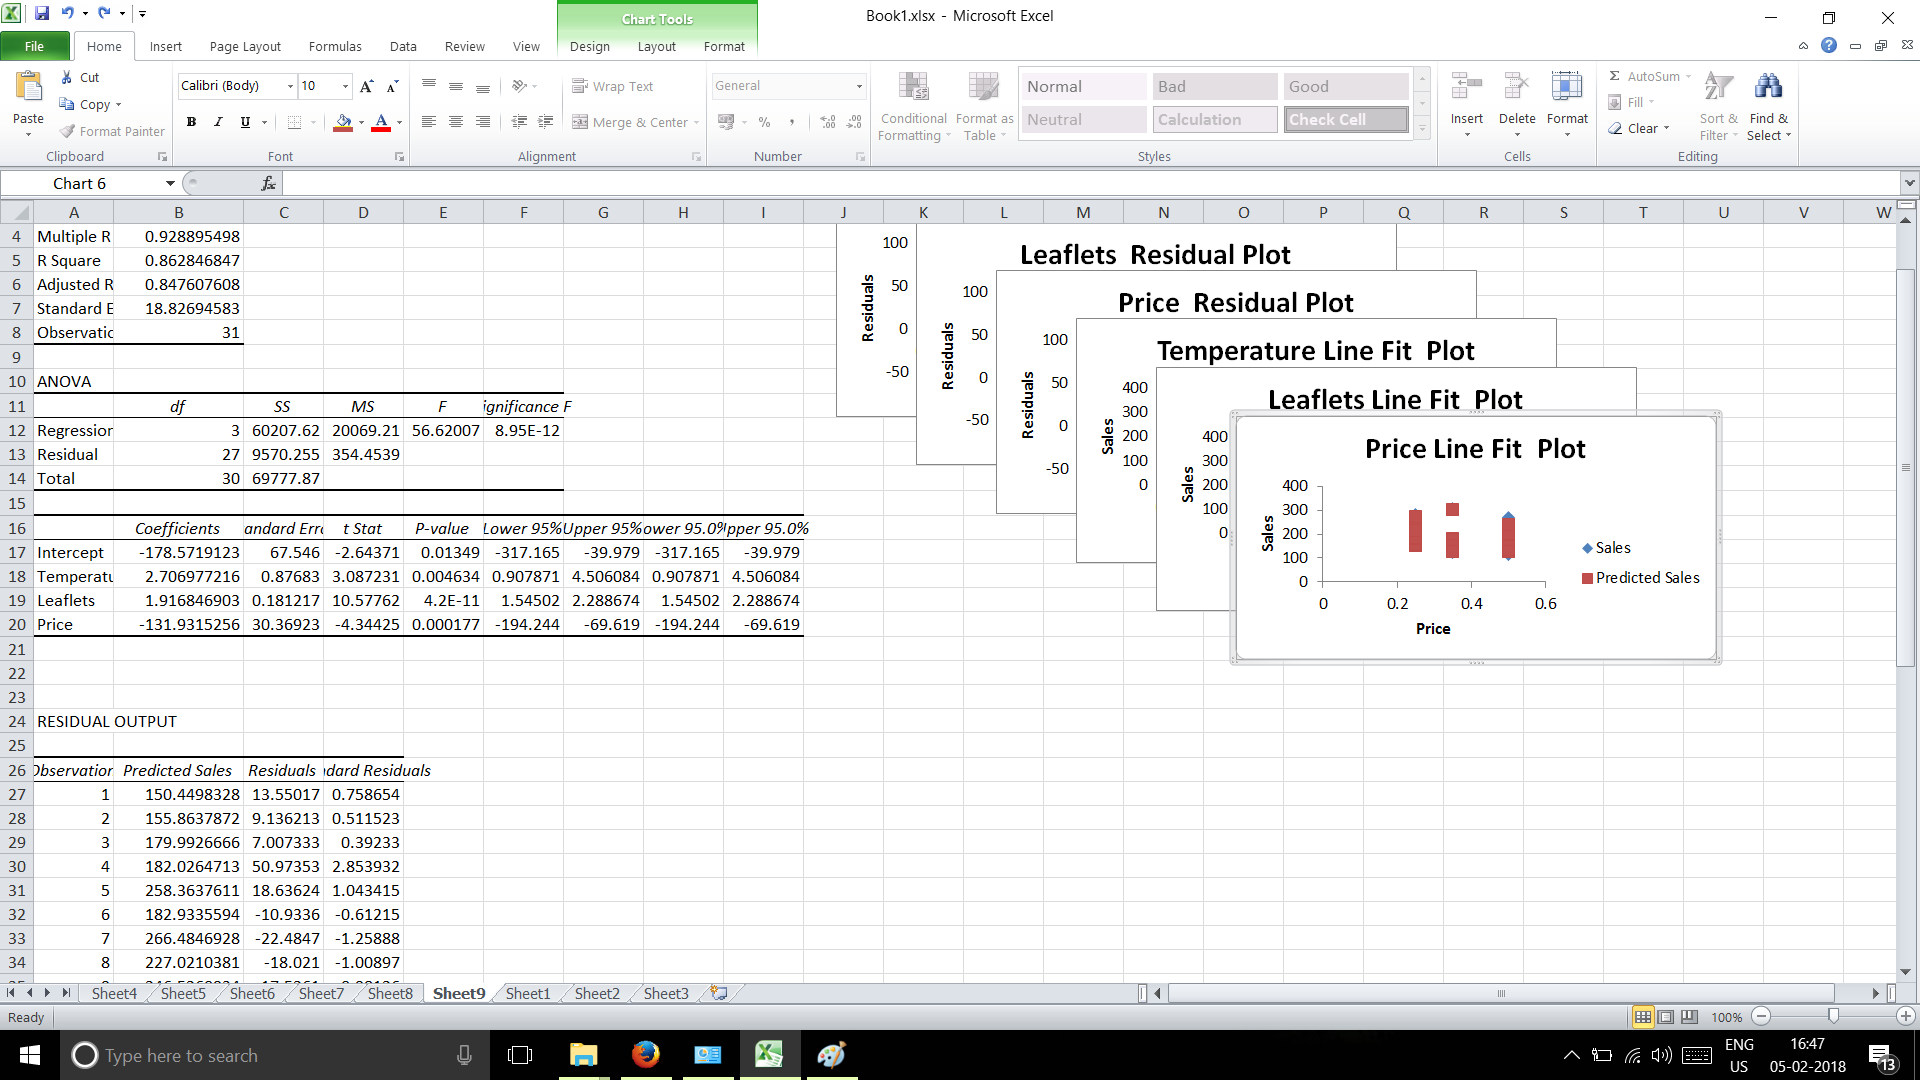 Book1.xlsx - Microsoft Excel
Chart Tools
File Home Insert Page Layout Formulas Data Review View Design Layout Format
Paste
Cut
Copy
Format Painter
Clipboard
Calibri (Body) 10
B I U
Font
Wrap Text
Merge & Center
Alignment
General
%
Number
Conditional Formatting
Format as Table
Normal Bad Good
Neutral Calculation Check Cell
Styles
Insert Delete Format
Cells
AutoSum
Fill
Clear
Sort & Filter
Find & Select
Editing
Chart 6
fx
A B C D E F G H I J K L M N O P Q R S T U V W
4 Multiple R 0.928895498
5 R Square 0.862846847
6 Adjusted R 0.847607608
7 Standard E 18.82694583
8 Observatic 31
9
10 ANOVA
11 df SS MS F ignificance F
12 Regression 3 60207.62 20069.21 56.62007 8.95E-12
13 Residual 27 9570.255 354.4539
14 Total 30 69777.87
15
16 Coefficients andard Erro t Stat P-value Lower 95% Upper 95% ower 95.0% Upper 95.0%
17 Intercept -178.5719123 67.546 -2.64371 0.01349 -317.165 -39.979 -317.165 -39.979
18 Temperatu 2.706977216 0.87683 3.087231 0.004634 0.907871 4.506084 0.907871 4.506084
19 Leaflets 1.916846903 0.181217 10.57762 4.2E-11 1.54502 2.288674 1.54502 2.288674
20 Price -131.9315256 30.36923 -4.34425 0.000177 -194.244 -69.619 -194.244 -69.619
21
22
23
24 RESIDUAL OUTPUT
25
26 Observation Predicted Sales Residuals ndard Residuals
27 1 150.4498328 13.55017 0.758654
28 2 155.8637872 9.136213 0.511523
29 3 179.9926666 7.007333 0.39233
30 4 182.0264713 50.97353 2.853932
31 5 258.3637611 18.63624 1.043415
32 6 182.9335594 -10.9336 -0.61215
33 7 266.4846928 -22.4847 -1.25888
34 8 227.0210381 -18.021 -1.00897
Residuals
100
50
0
-50
Leaflets Residual Plot
Residuals
100
50
0
-50
Price Residual Plot
Residuals
100
50
0
-50
Temperature Line Fit Plot
Sales
400
300
200
100
0
Leaflets Line Fit Plot
Sales
400
300
200
100
0
Price Line Fit Plot
Sales
400
300
200
100
0
0 0.2 0.4 0.6
Price
Sales
Predicted Sales
Sheet4 Sheet5 Sheet6 Sheet7 Sheet8 Sheet9 Sheet1 Sheet2 Sheet3
Ready
100%
Type here to search
ENG
US
16:47
05-02-2018
13